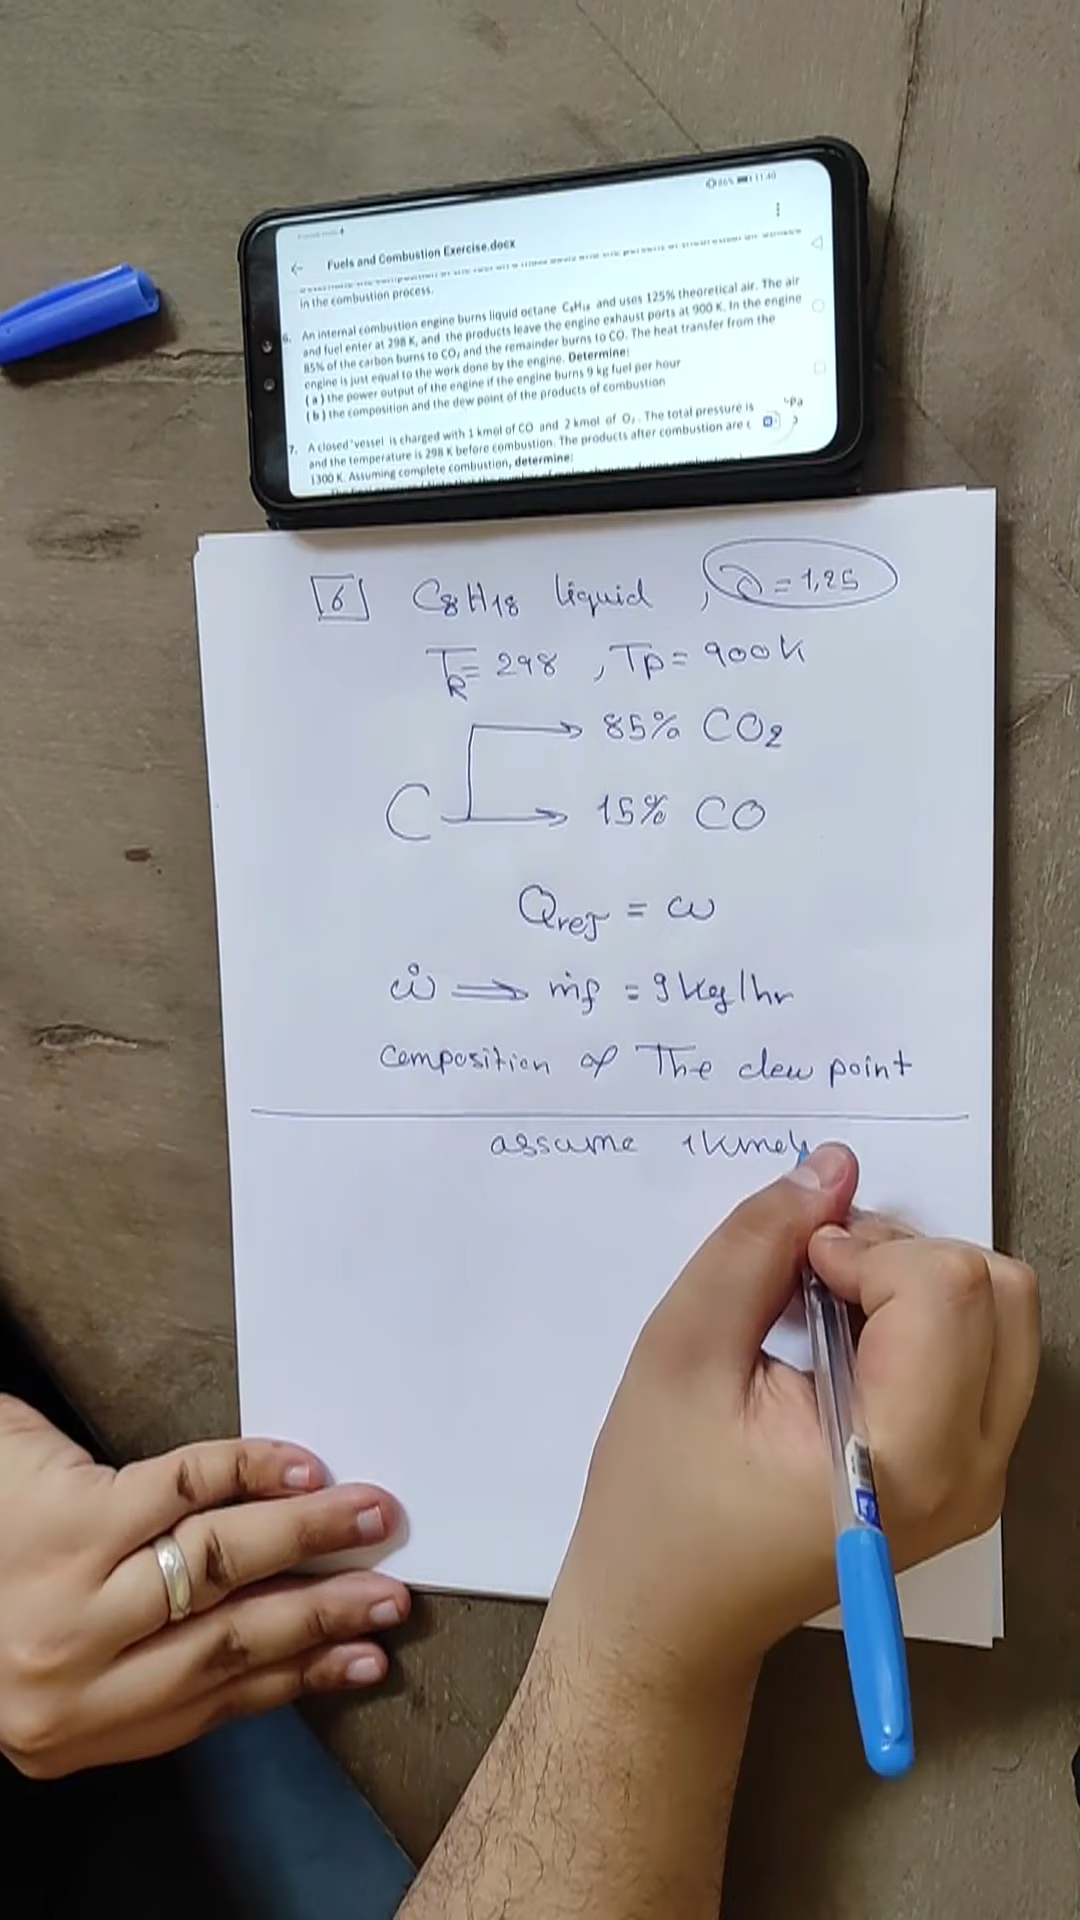 86% 11:40
← Fuels and Combustion Exercise.docx
in the combustion process.
6. An internal combustion engine burns liquid octane C₈H₁₈ and uses 125% theoretical air. The air
and fuel enter at 298 K, and the products leave the engine exhaust ports at 900 K. In the engine
85% of the carbon burns to CO₂ and the remainder burns to CO. The heat transfer from the
engine is just equal to the work done by the engine. Determine:
(a) the power output of the engine if the engine burns 9 kg fuel per hour
(b) the composition and the dew point of the products of combustion
7. A closed vessel is charged with 1 kmol of CO and 2 kmol of O₂. The total pressure is
and the temperature is 298 K before combustion. The products after combustion are
1300 K. Assuming complete combustion, determine:
6 C8H18 liquid , ∂=1,25
TR= 298 , Tp= 900K
85% CO2
C 15% CO
Qrej = w
ẇ → ṁf = 9 kg/hr
composition of The dew point
assume 1kmol